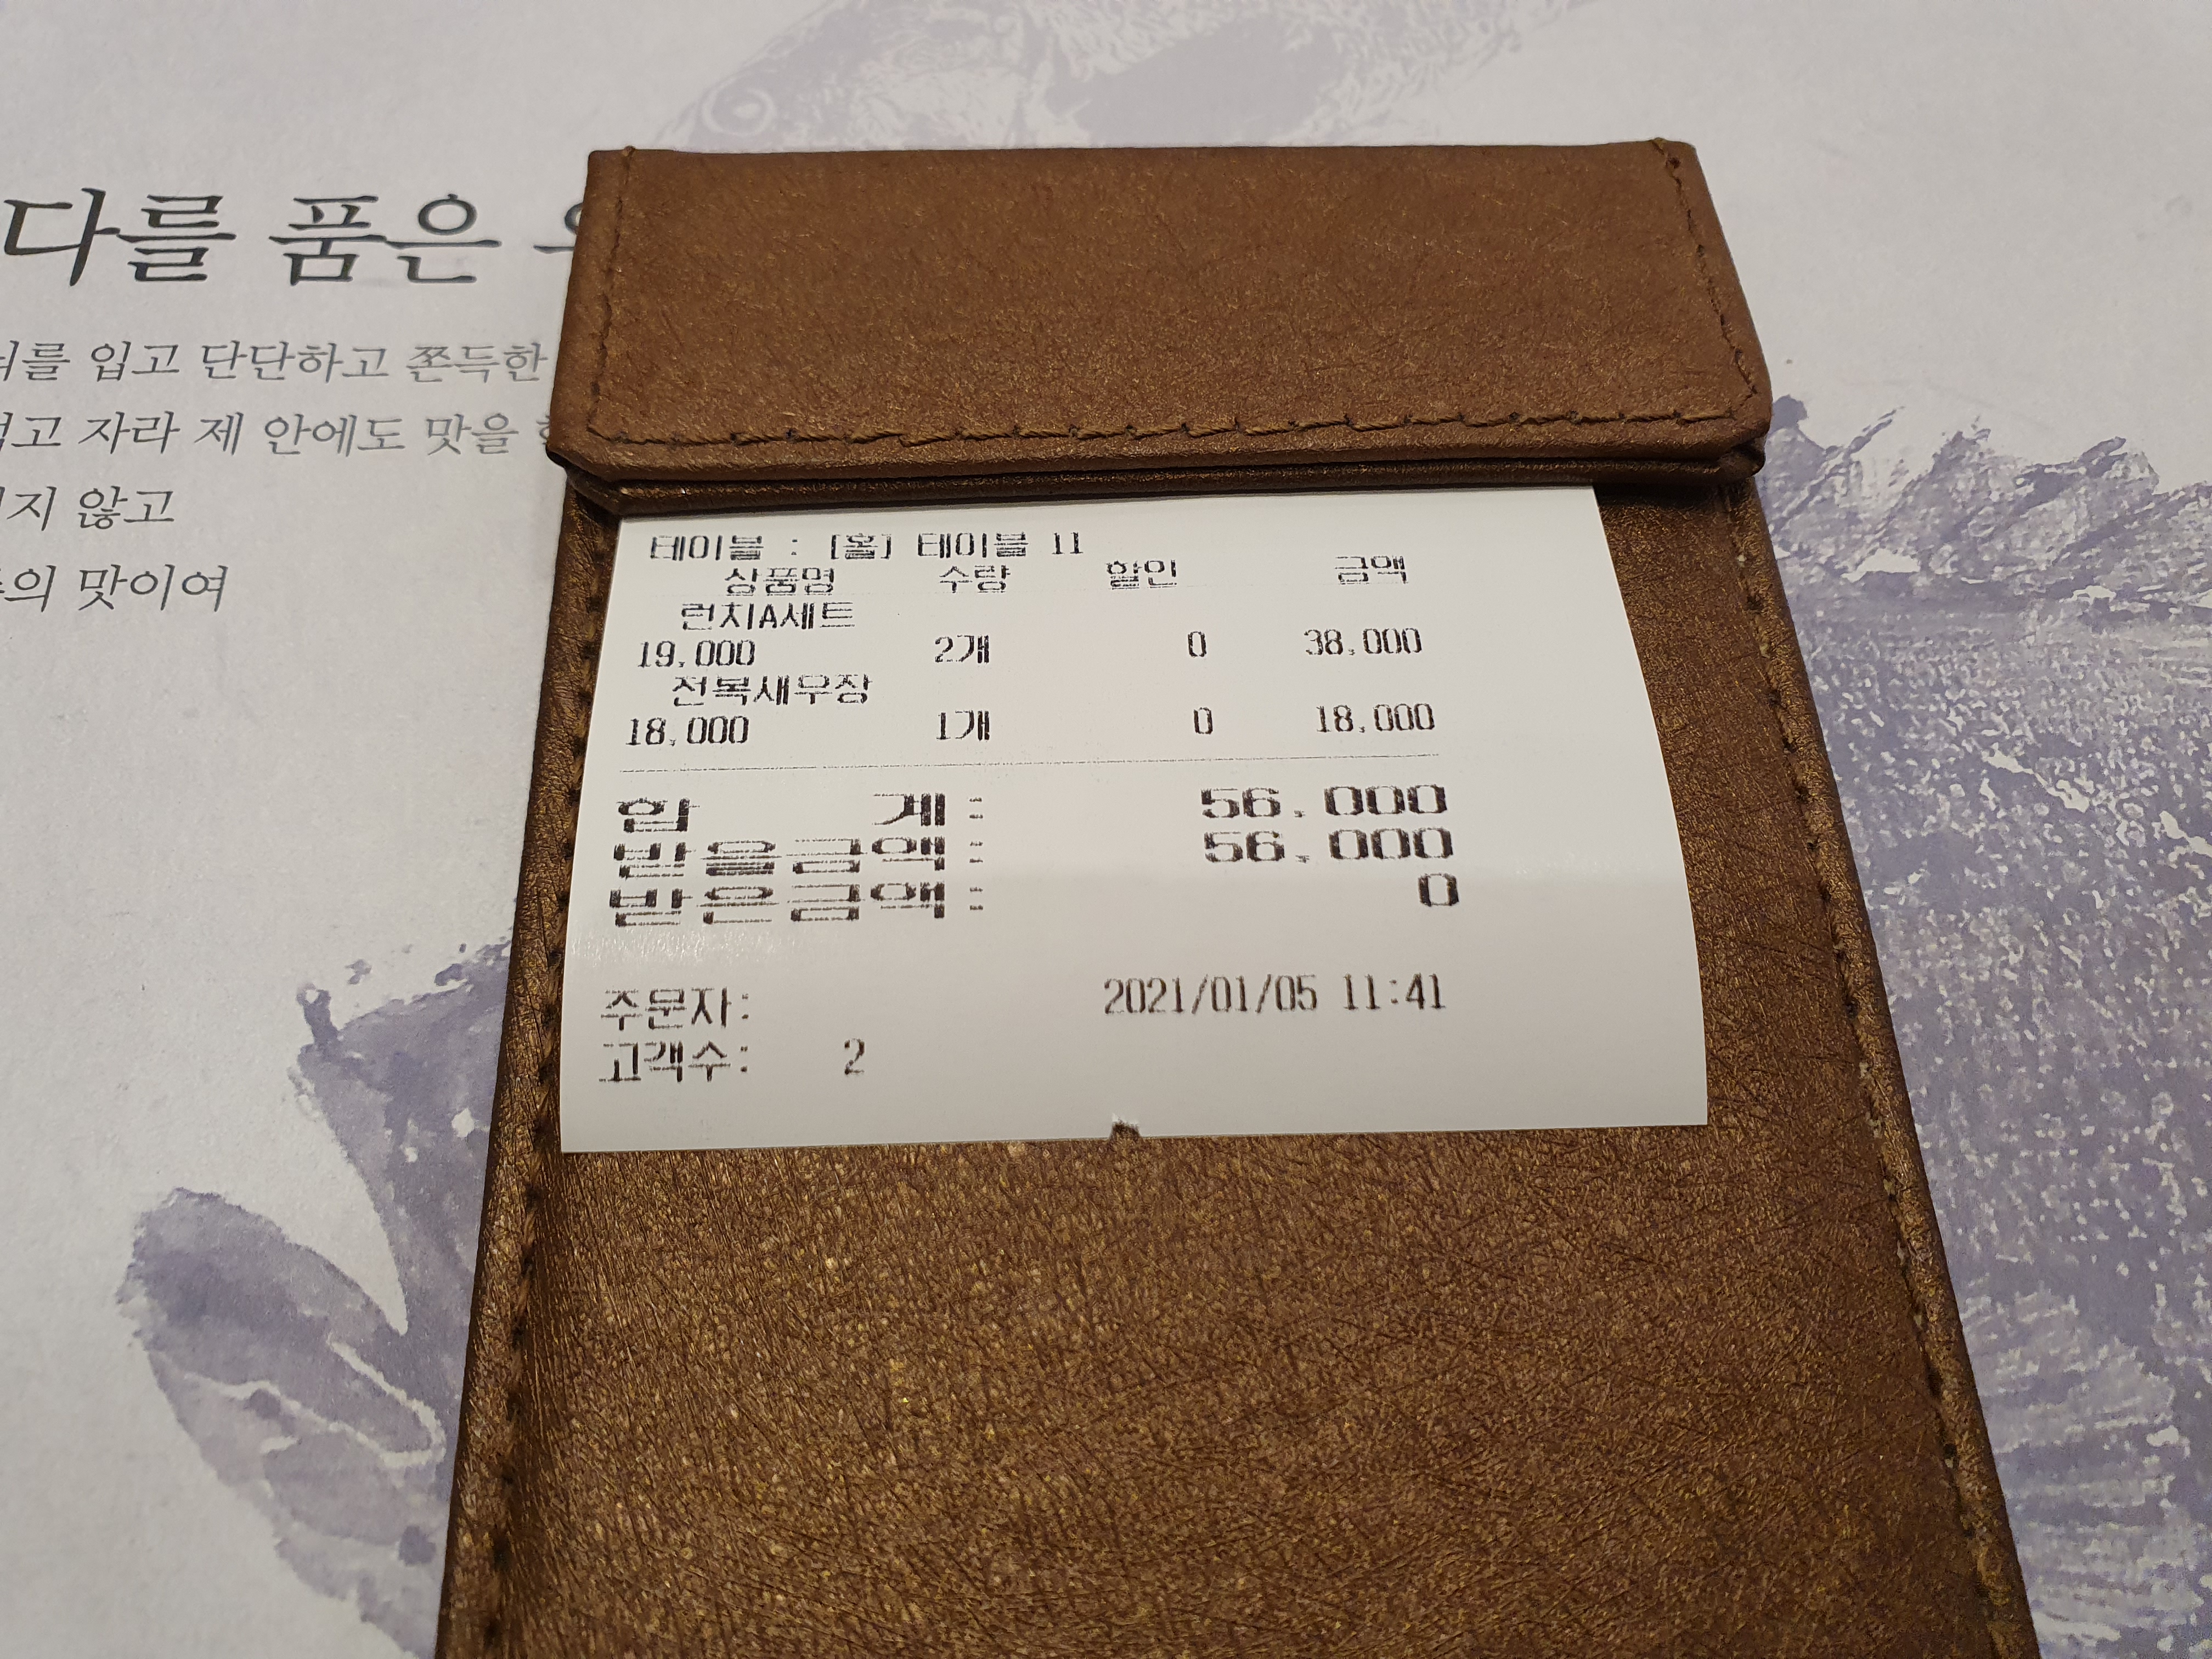 다를 품은
를 입고 단단하고 쫀득한
고 자라 제 안에도 맛을
지 않고
의 맛이여
테이블 : [홀] 테이블 11
상품명 수량 할인 금액
런치A세트
19,000 2개 0 38,000
전복새우장
18,000 1개 0 18,000
합 계: 56,000
받을금액: 56,000
받은금액: 0
주문자: 2021/01/05 11:41
고객수: 2